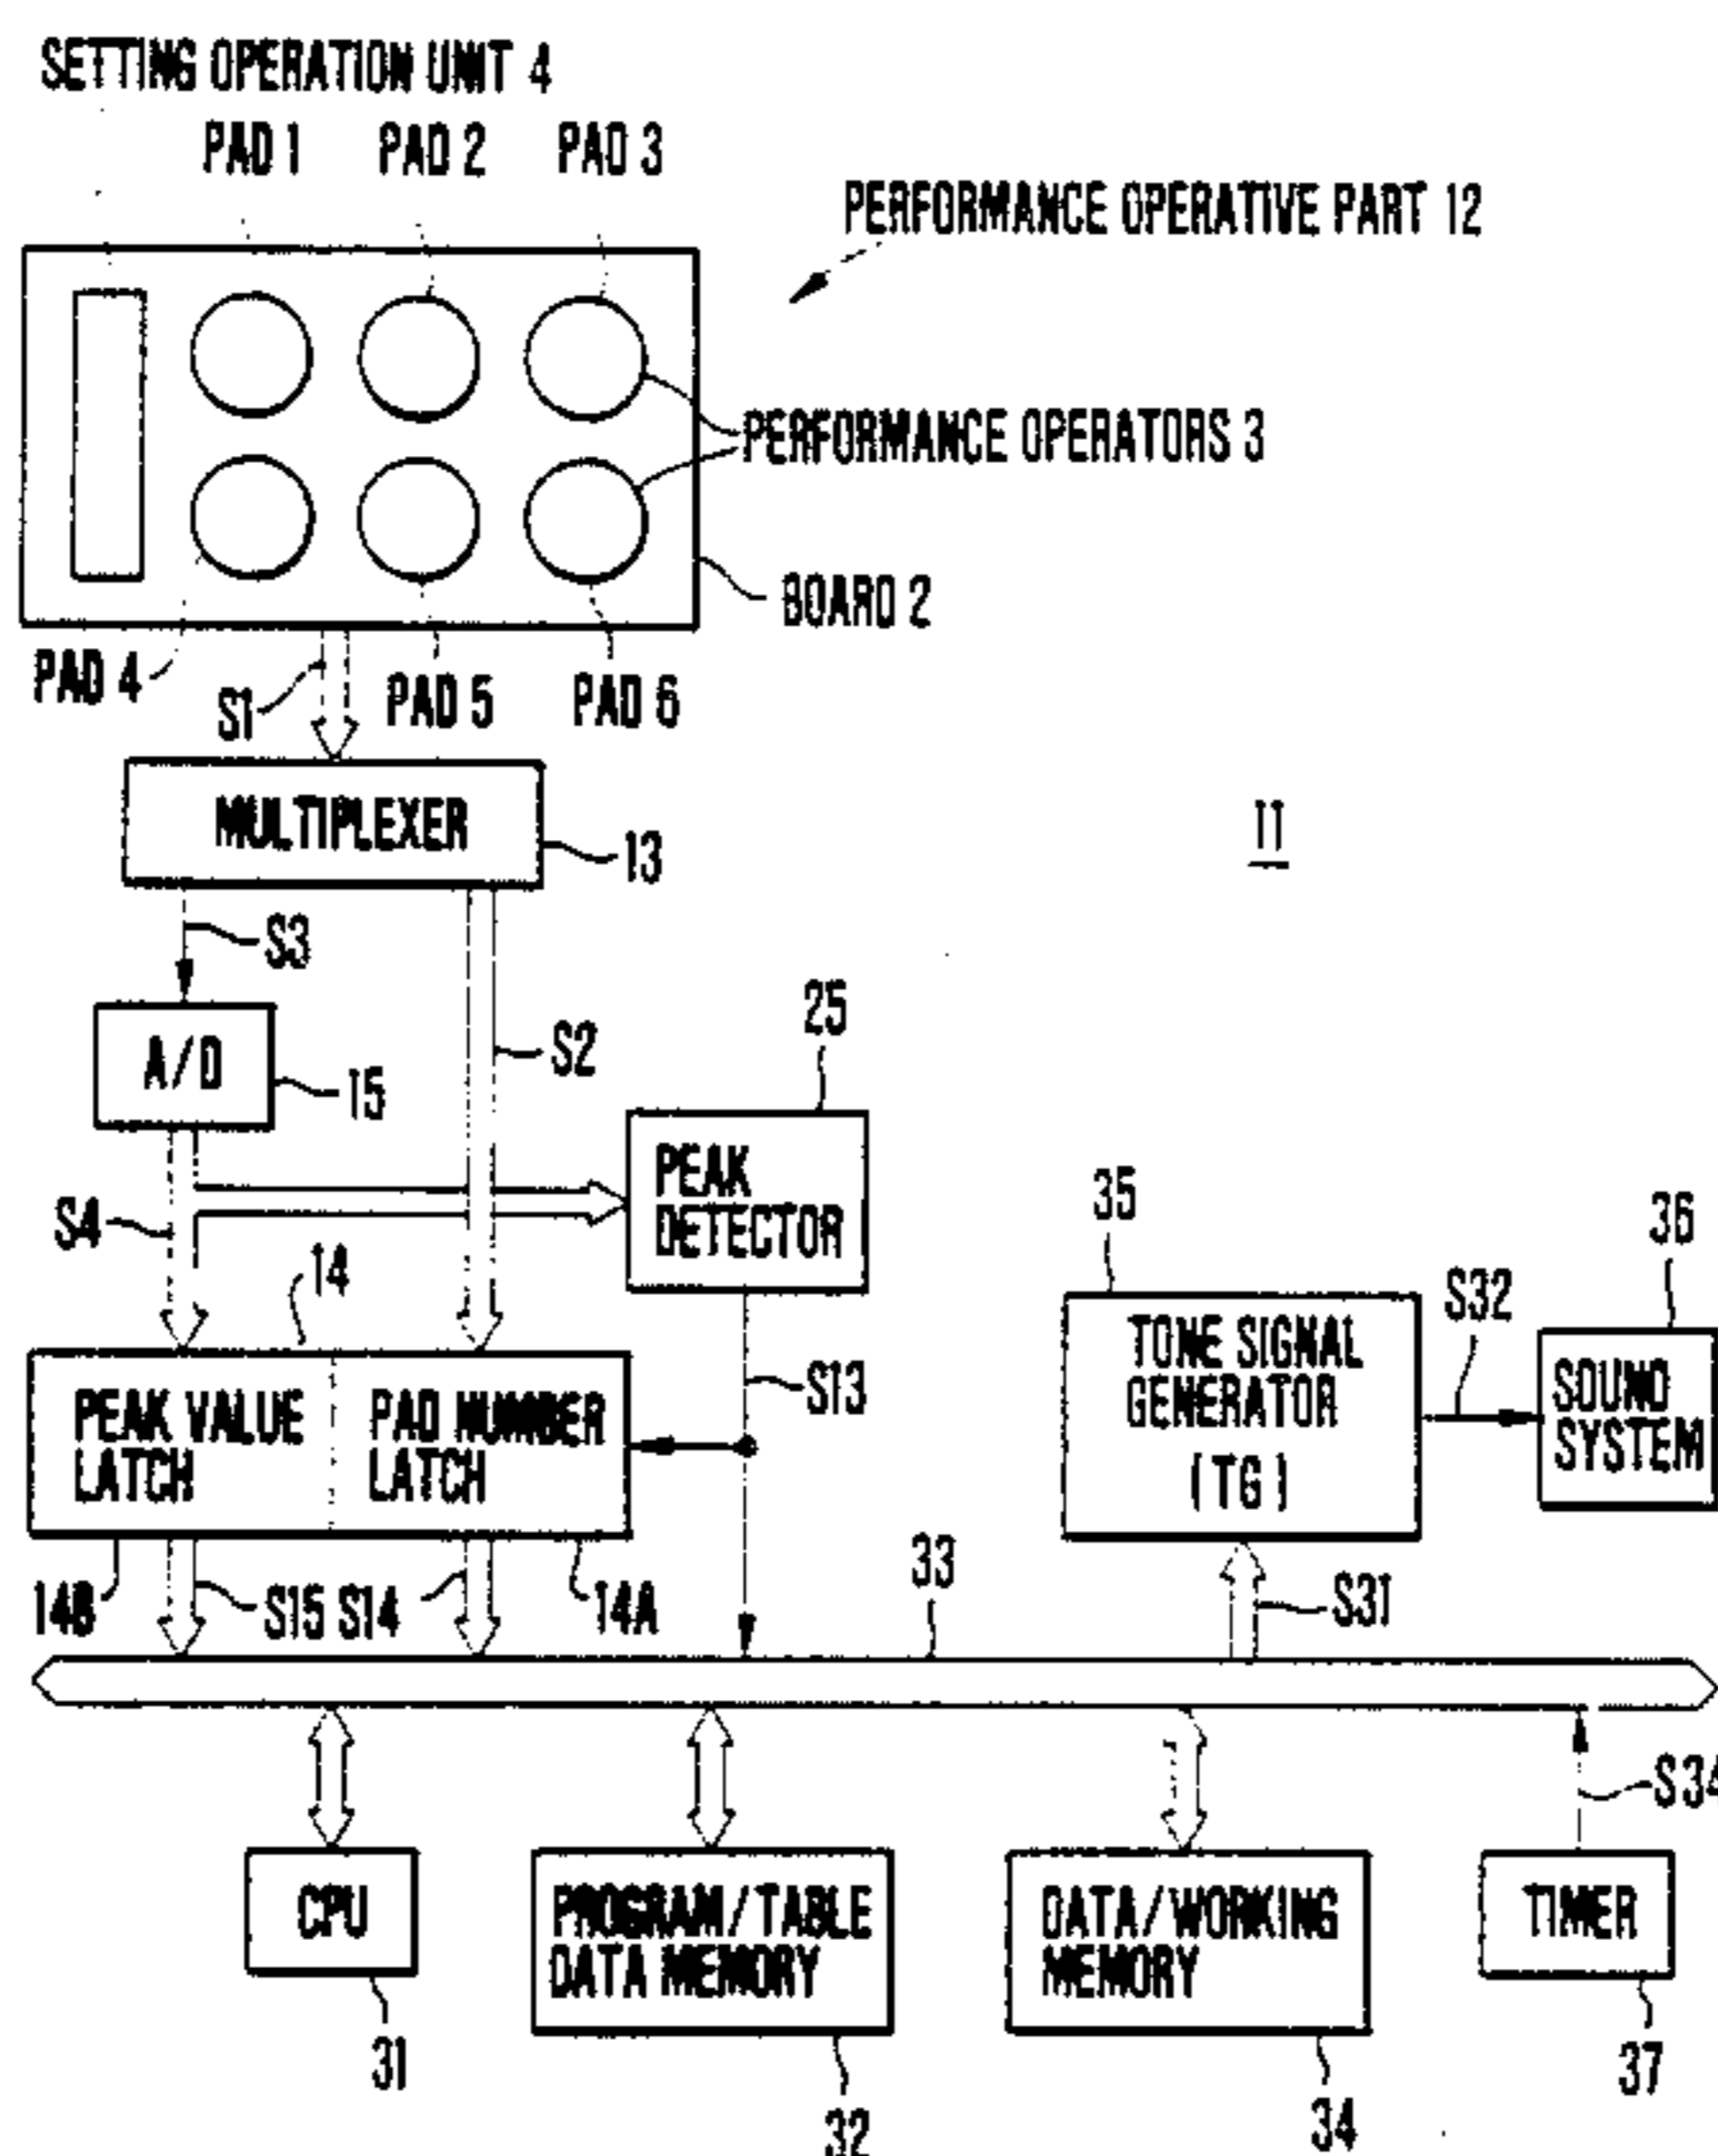 SETTING OPERATION UNIT 4
PAD 1 PAD 2 PAD 3
PERFORMANCE OPERATIVE PART 12
PERFORMANCE OPERATORS 3
BOARD 2
PAD 4
S1
PAD 5
PAD 6
MULTIPLEXER
13
11
S3
S2
25
A/D
15
PEAK
DETECTOR
S4
14
35
36
S32
TONE SIGNAL
GENERATOR
(TG)
SOUND
SYSTEM
S13
PEAK VALUE
LATCH
PAD NUMBER
LATCH
14B
S15
S14
14A
33
S31
S34
CPU
PROGRAM/TABLE
DATA MEMORY
DATA/WORKING
MEMORY
TIMER
31
32
34
37